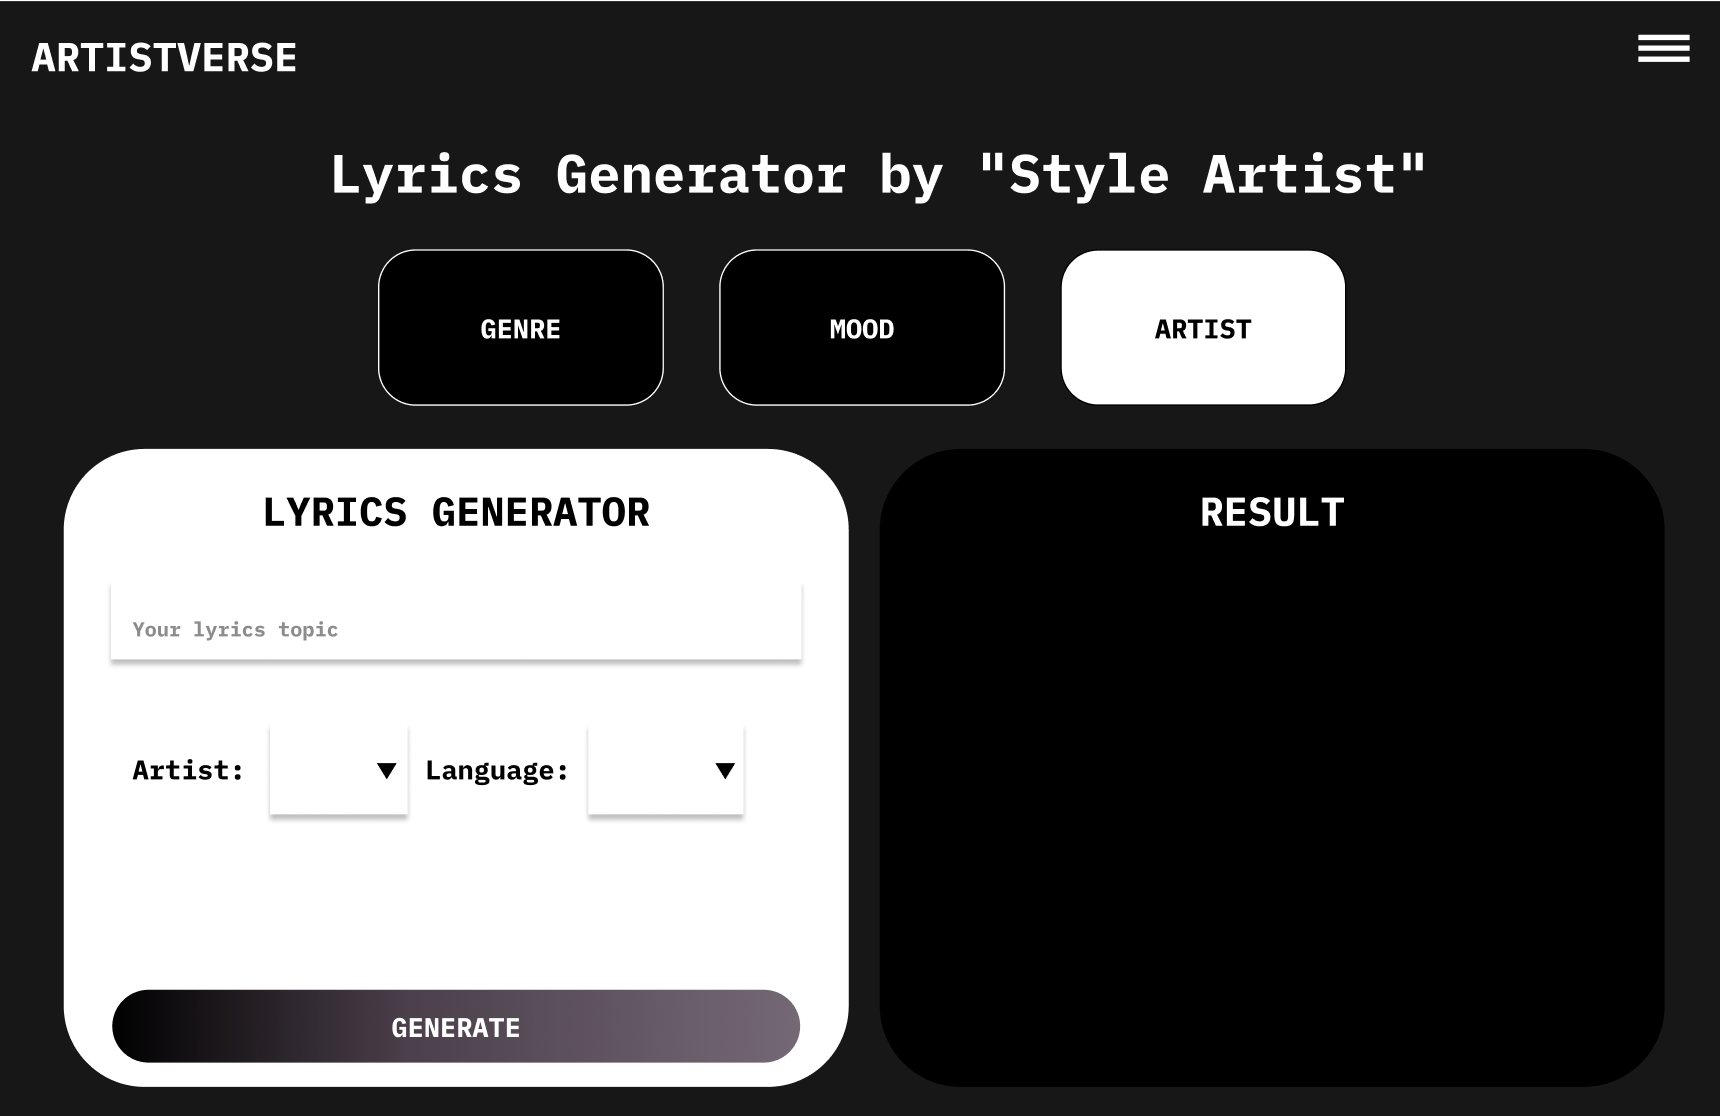 ARTISTVERSE
Lyrics Generator by "Style Artist"
GENRE
MOOD
ARTIST
LYRICS GENERATOR
Your lyrics topic
Artist:
Language:
GENERATE
RESULT